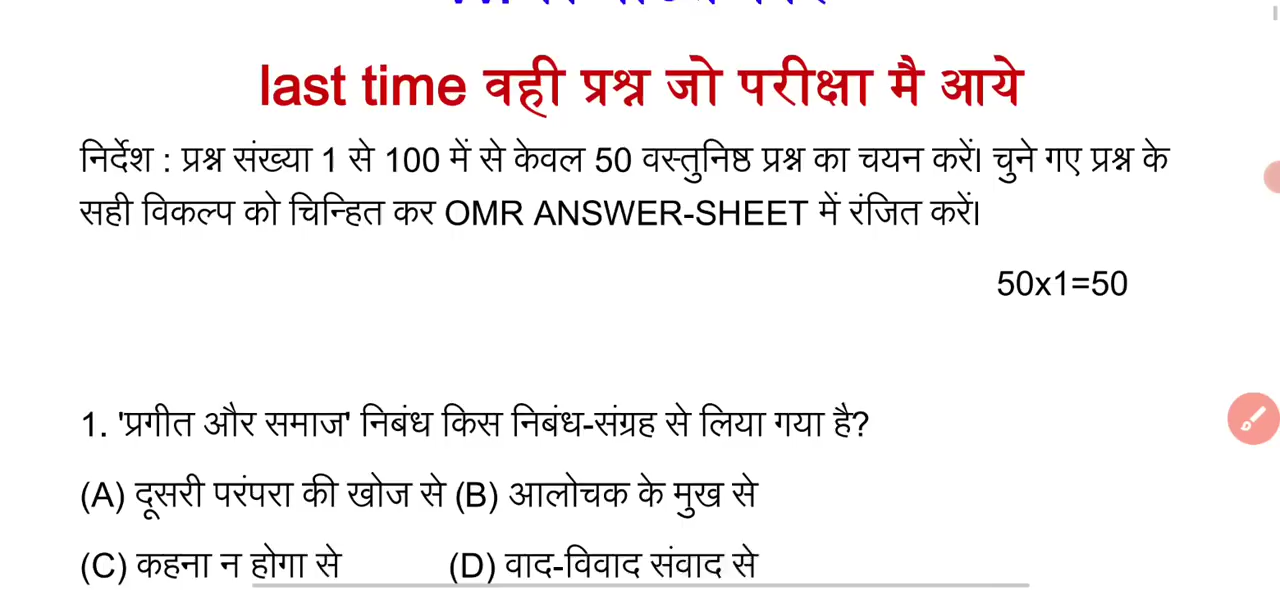 last time वही प्रश्न जो परीक्षा मै आये
निर्देश : प्रश्न संख्या 1 से 100 में से केवल 50 वस्तुनिष्ठ प्रश्न का चयन करें। चुने गए प्रश्न के
सही विकल्प को चिन्हित कर OMR ANSWER-SHEET में रंजित करें।
50x1=50
1. 'प्रगीत और समाज' निबंध किस निबंध-संग्रह से लिया गया है?
(A) दूसरी परंपरा की खोज से (B) आलोचक के मुख से
(C) कहना न होगा से (D) वाद-विवाद संवाद से